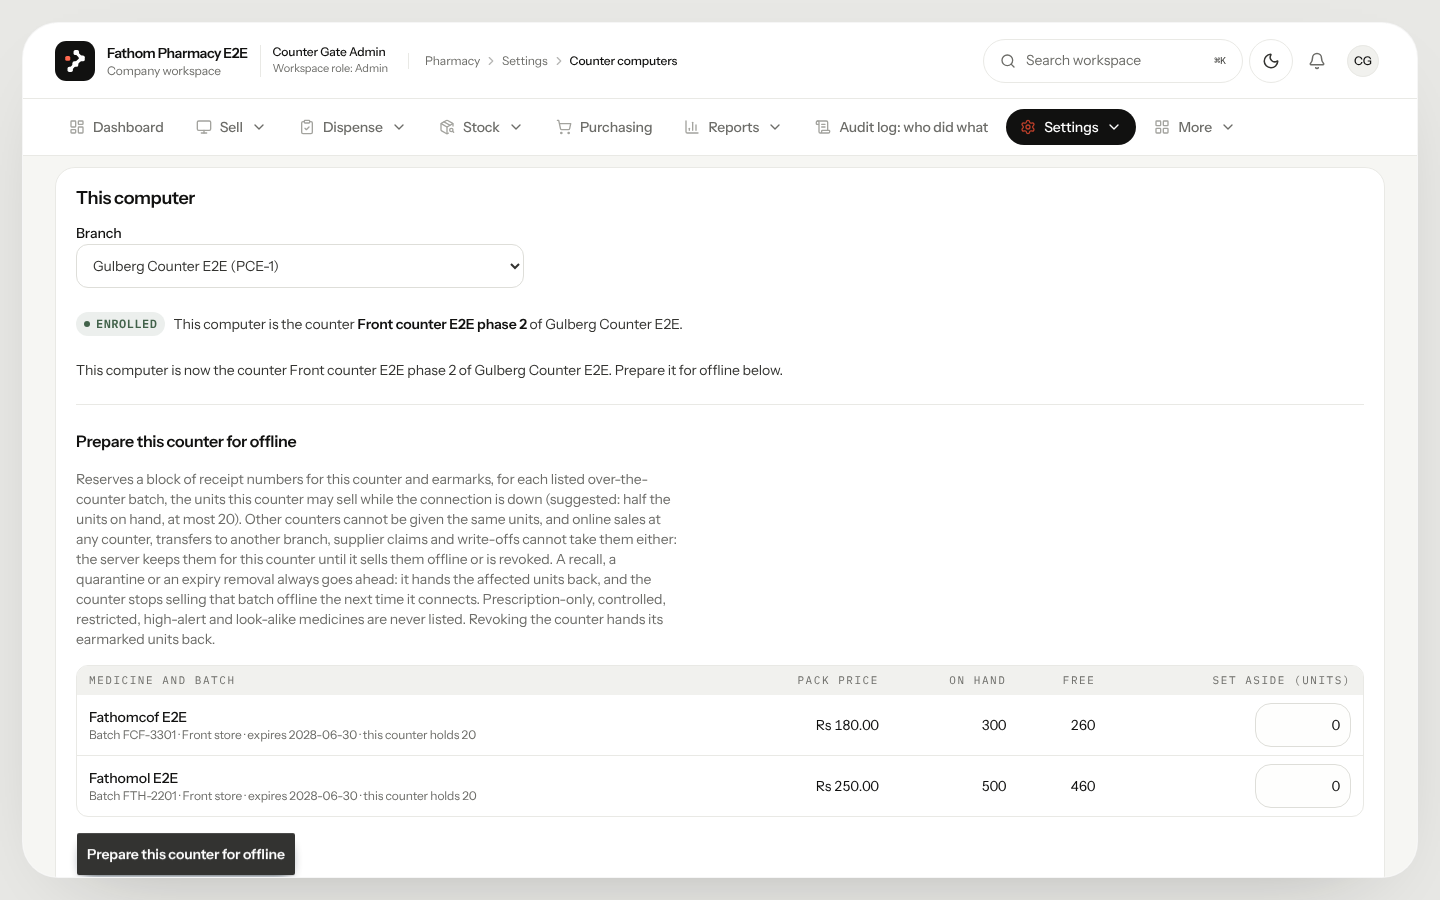 Fathom Pharmacy E2E
Company workspace
Counter Gate Admin
Workspace role: Admin
Pharmacy
Settings
Counter computers
Search workspace
⌘K
CG
Dashboard
Sell
Dispense
Stock
Purchasing
Reports
Audit log: who did what
Settings
More
This computer
Branch
Gulberg Counter E2E (PCE-1)
ENROLLED
This computer is the counter Front counter E2E phase 2 of Gulberg Counter E2E.
This computer is now the counter Front counter E2E phase 2 of Gulberg Counter E2E. Prepare it for offline below.
Prepare this counter for offline
Reserves a block of receipt numbers for this counter and earmarks, for each listed over-the-
counter batch, the units this counter may sell while the connection is down (suggested: half the
units on hand, at most 20). Other counters cannot be given the same units, and online sales at
any counter, transfers to another branch, supplier claims and write-offs cannot take them either:
the server keeps them for this counter until it sells them offline or is revoked. A recall, a
quarantine or an expiry removal always goes ahead: it hands the affected units back, and the
counter stops selling that batch offline the next time it connects. Prescription-only, controlled,
restricted, high-alert and look-alike medicines are never listed. Revoking the counter hands its
earmarked units back.
MEDICINE AND BATCH PACK PRICE ON HAND FREE SET ASIDE (UNITS)
Fathomcof E2E
Batch FCF-3301 · Front store · expires 2028-06-30 · this counter holds 20
Rs 180.00 300 260 0
Fathomol E2E
Batch FTH-2201 · Front store · expires 2028-06-30 · this counter holds 20
Rs 250.00 500 460 0
Prepare this counter for offline